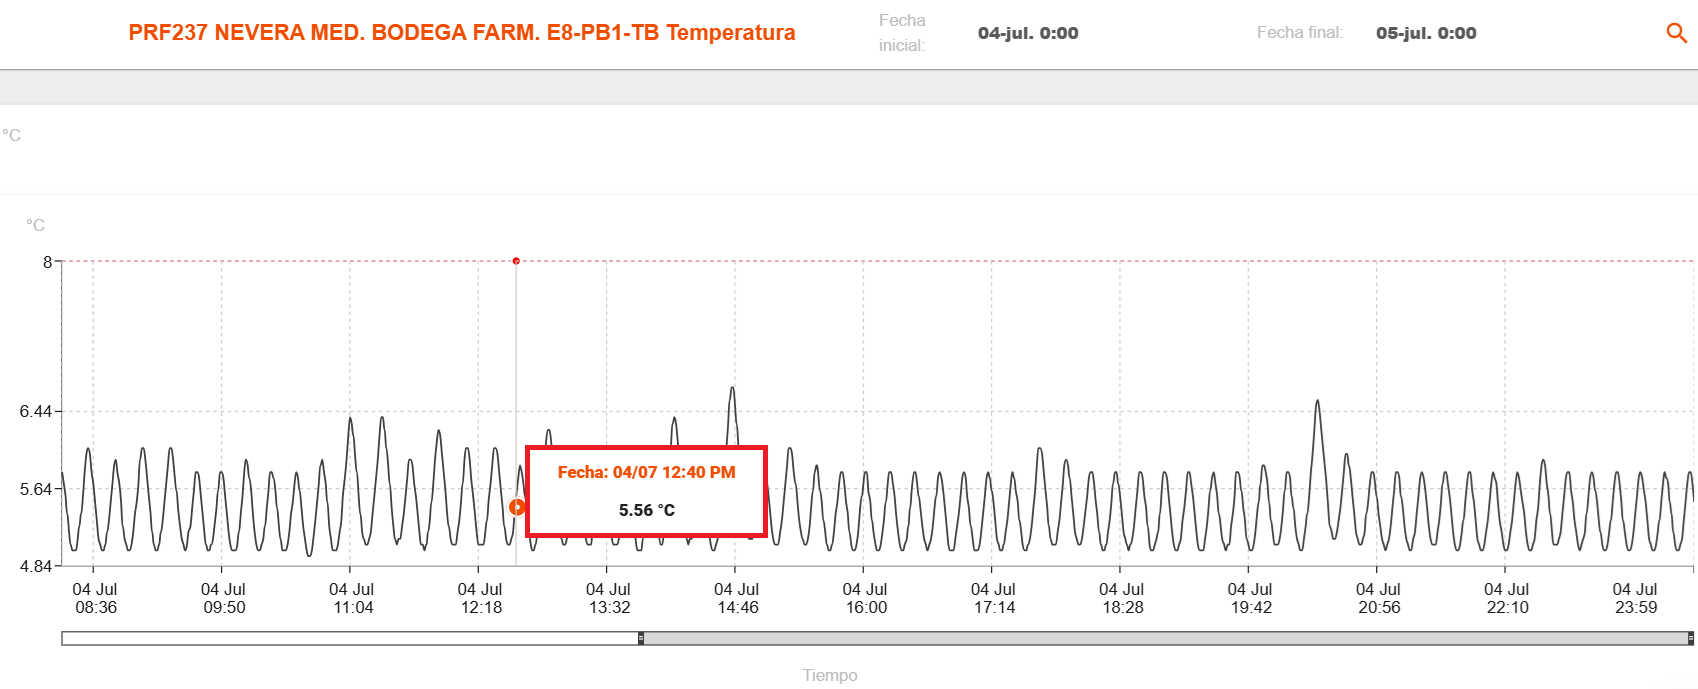 PRF237 NEVERA MED. BODEGA FARM. E8-PB1-TB Temperatura
Fecha
inicial:
04-jul. 0:00
Fecha final:
05-jul. 0:00
°C
°C
8
6.44
5.64
4.84
Fecha: 04/07 12:40 PM
5.56 °C
04 Jul 04 Jul 04 Jul 04 Jul 04 Jul 04 Jul 04 Jul 04 Jul 04 Jul 04 Jul 04 Jul 04 Jul 04 Jul
08:36 09:50 11:04 12:18 13:32 14:46 16:00 17:14 18:28 19:42 20:56 22:10 23:59
Tiempo